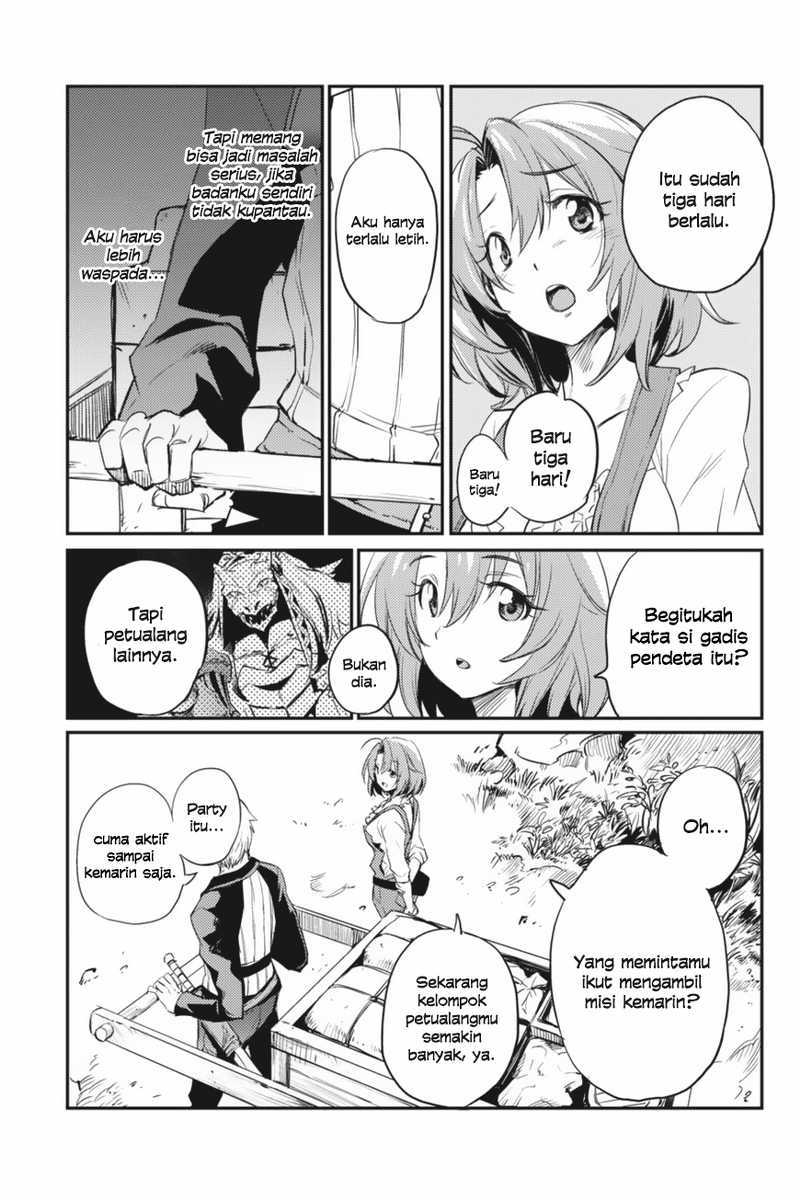 Itu sudah
tiga hari
berlalu.
Baru
tiga
hari!
Baru
tiga!
Aku hanya
terlalu letih.
Tapi memang
bisa jadi masalah
serius, jika
badanku sendiri
tidak kupantau.
Aku harus
lebih
waspada...
Begitukah
kata si gadis
pendeta itu?
Bukan
dia.
Tapi
petualang
lainnya.
Oh...
Yang memintamu
ikut mengambil
misi kemarin?
Party
itu...
cuma aktif
sampai
kemarin saja.
Sekarang
kelompok
petualangmu
semakin
banyak, ya.